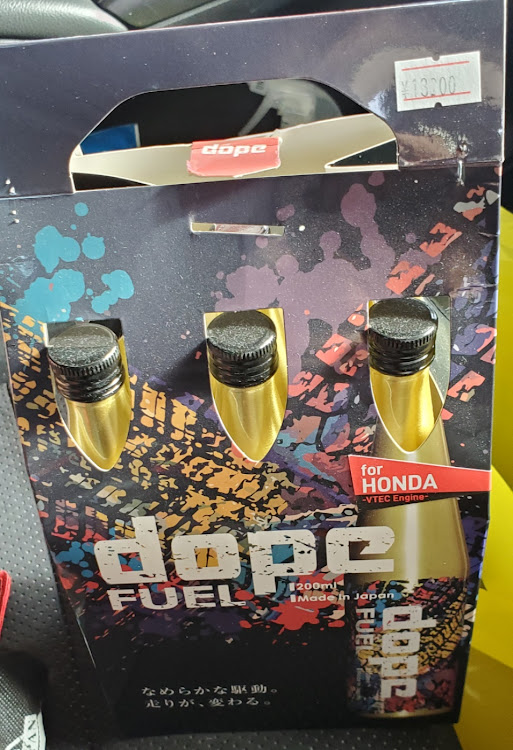 ¥13200
dope
for
HONDA
-VTEC Engine-
dope
FUEL
200ml
Made in Japan
dope
FUEL
なめらかな駆動。
走りが、変わる。